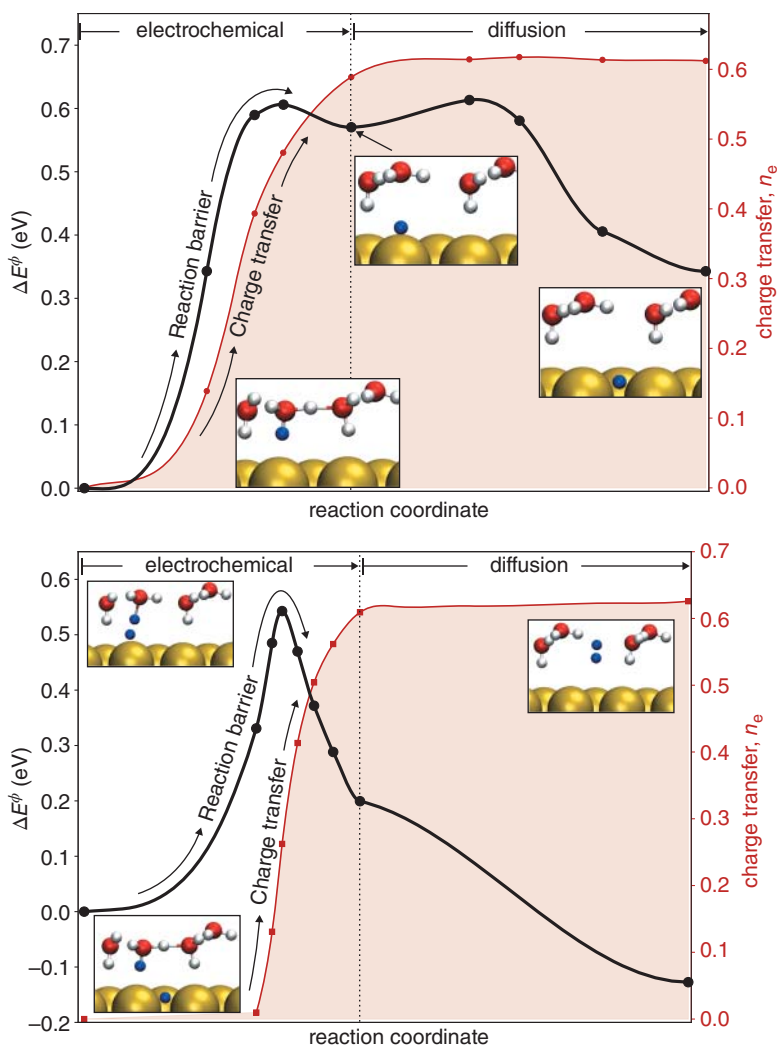 electrochemical
diffusion
0.7
0.6
0.5
0.4
0.3
0.2
0.1
0.0
ΔE^ϕ (eV)
Reaction barrier
Charge transfer
0.6
0.5
0.4
0.3
0.2
0.1
0.0
charge transfer, nₑ
reaction coordinate
electrochemical
diffusion
0.6
0.5
0.4
0.3
0.2
0.1
0.0
−0.1
−0.2
ΔE^ϕ (eV)
Reaction barrier
Charge transfer
0.7
0.6
0.5
0.4
0.3
0.2
0.1
0.0
charge transfer, nₑ
reaction coordinate